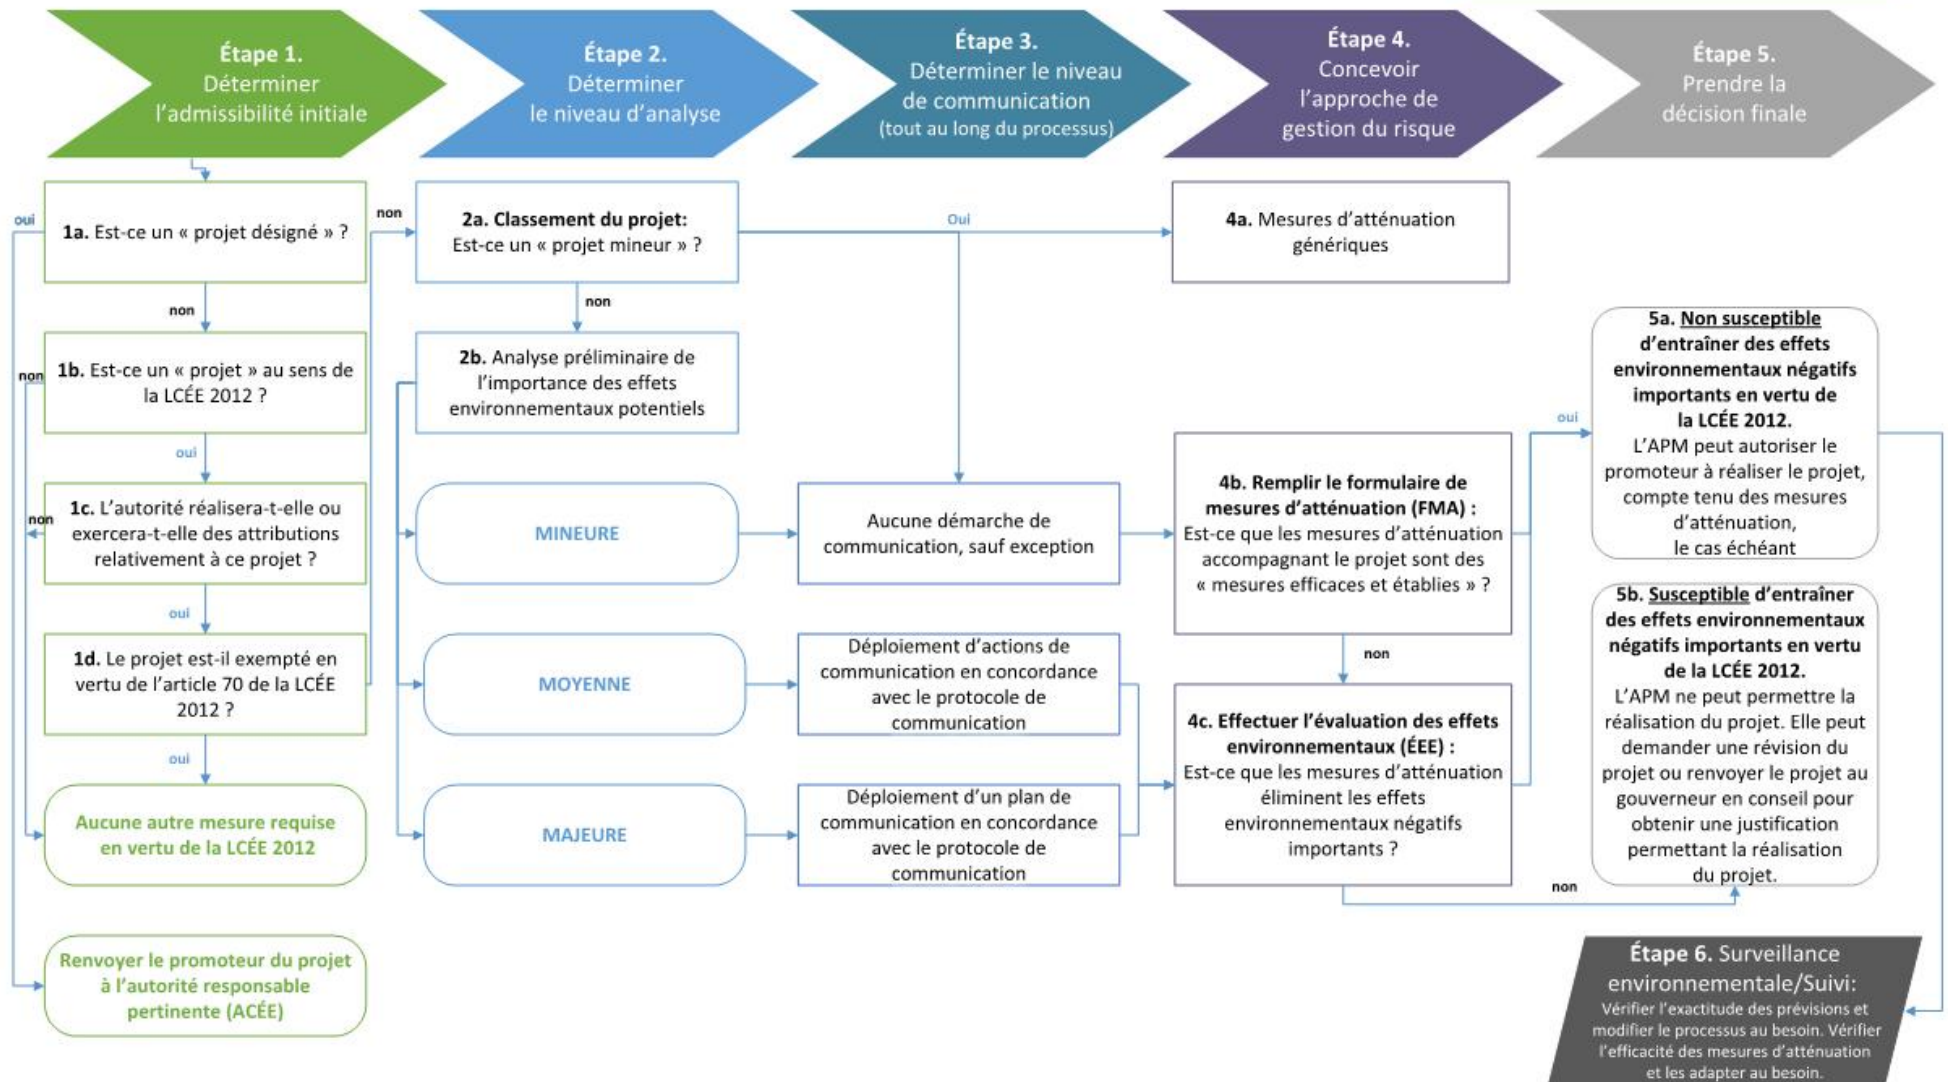 Étape 1.
Déterminer
l'admissibilité initiale
Étape 2.
Déterminer
le niveau d'analyse
Étape 3.
Déterminer le niveau
de communication
(tout au long du processus)
Étape 4.
Concevoir
l'approche de
gestion du risque
Étape 5.
Prendre la
décision finale
oui
1a. Est-ce un « projet désigné » ?
non
non
1b. Est-ce un « projet » au sens de
la LCÉE 2012 ?
non
oui
1c. L'autorité réalisera-t-elle ou
exercera-t-elle des attributions
relativement à ce projet ?
non
oui
1d. Le projet est-il exempté en
vertu de l'article 70 de la LCÉE
2012 ?
oui
Aucune autre mesure requise
en vertu de la LCÉE 2012
Renvoyer le promoteur du projet
à l'autorité responsable
pertinente (ACÉE)
2a. Classement du projet:
Est-ce un « projet mineur » ?
Oui
non
2b. Analyse préliminaire de
l'importance des effets
environnementaux potentiels
MINEURE
MOYENNE
MAJEURE
Aucune démarche de
communication, sauf exception
Déploiement d'actions de
communication en concordance
avec le protocole de
communication
Déploiement d'un plan de
communication en concordance
avec le protocole de
communication
4a. Mesures d'atténuation
génériques
4b. Remplir le formulaire de
mesures d'atténuation (FMA) :
Est-ce que les mesures d'atténuation
accompagnant le projet sont des
« mesures efficaces et établies » ?
oui
non
4c. Effectuer l'évaluation des effets
environnementaux (ÉEE) :
Est-ce que les mesures d'atténuation
éliminent les effets
environnementaux négatifs
importants ?
non
5a. Non susceptible
d'entraîner des effets
environnementaux négatifs
importants en vertu de
la LCÉE 2012.
L'APM peut autoriser le
promoteur à réaliser le projet,
compte tenu des mesures
d'atténuation,
le cas échéant
5b. Susceptible d'entraîner
des effets environnementaux
négatifs importants en vertu
de la LCÉE 2012.
L'APM ne peut permettre la
réalisation du projet. Elle peut
demander une révision du
projet ou renvoyer le projet au
gouverneur en conseil pour
obtenir une justification
permettant la réalisation
du projet.
Étape 6. Surveillance
environnementale/Suivi:
Vérifier l'exactitude des prévisions et
modifier le processus au besoin. Vérifier
l'efficacité des mesures d'atténuation
et les adapter au besoin.